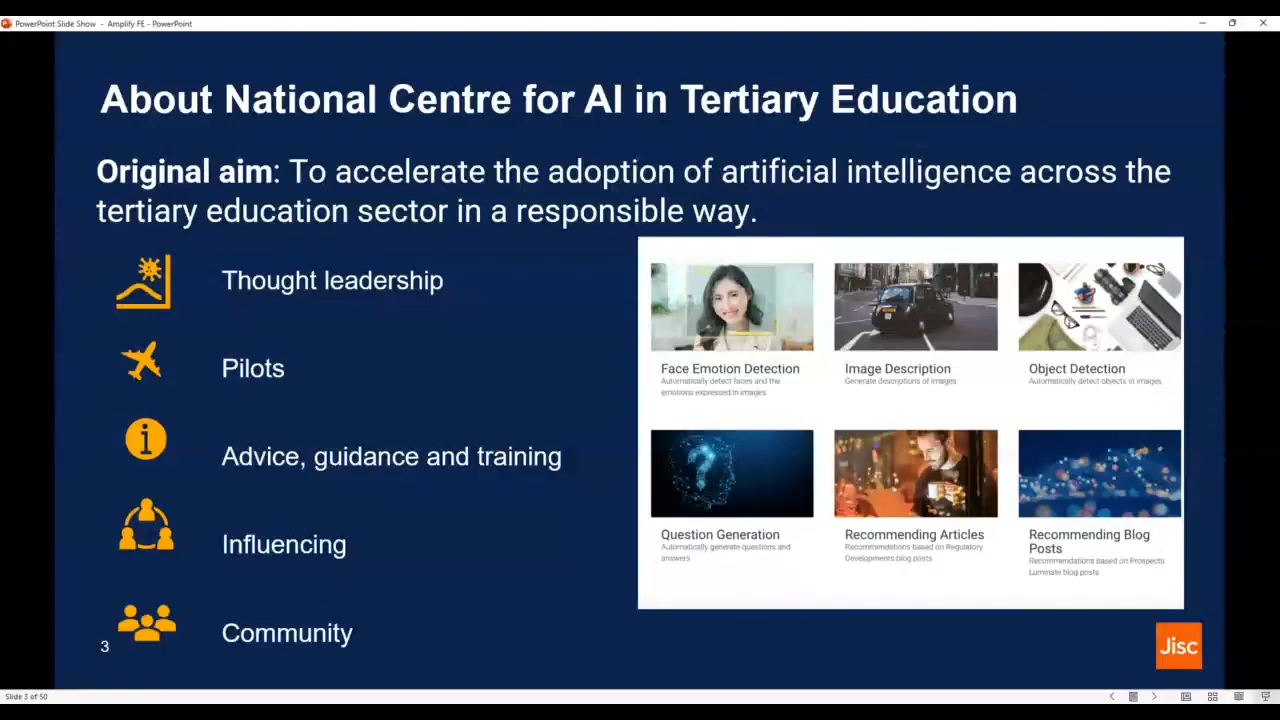 PowerPoint Slide Show - Amplify FE - PowerPoint
About National Centre for AI in Tertiary Education
Original aim: To accelerate the adoption of artificial intelligence across the
tertiary education sector in a responsible way.
Thought leadership
Pilots
Advice, guidance and training
Influencing
Community
Face Emotion Detection
Automatically detect faces and the
emotions expressed in images
Image Description
Generate descriptions of images
Object Detection
Automatically detect objects in images
Question Generation
Automatically generate questions and
answers
Recommending Articles
Recommendations based on Regulatory
Developments blog posts
Recommending Blog
Posts
Recommendations based on Prospects
Luminate blog posts
3
Jisc
Slide 3 of 50